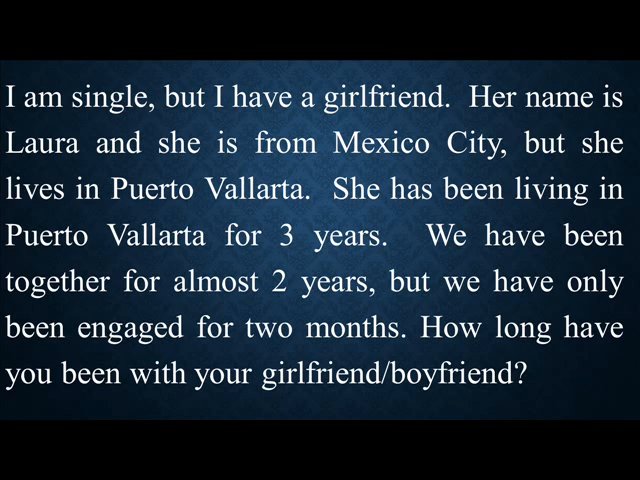 I am single, but I have a girlfriend.  Her name is
Laura and she is from Mexico City, but she
lives in Puerto Vallarta.  She has been living in
Puerto Vallarta for 3 years.  We have been
together for almost 2 years, but we have only
been engaged for two months. How long have
you been with your girlfriend/boyfriend?